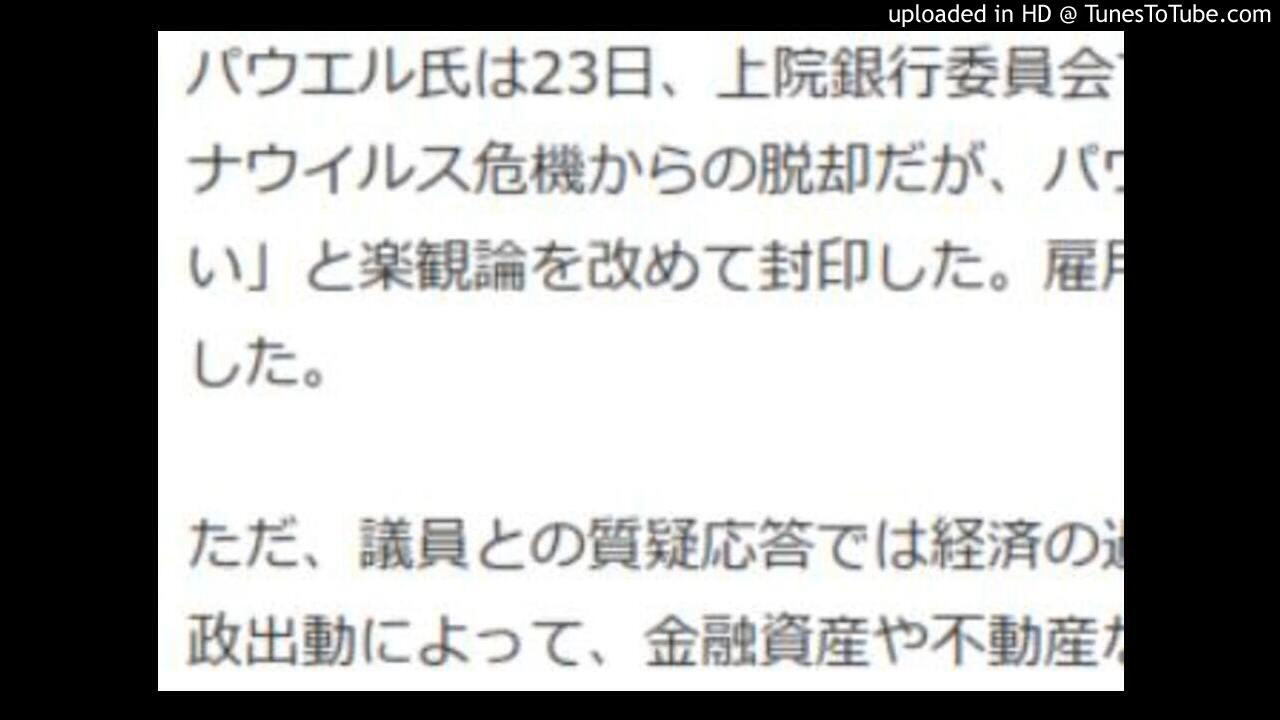 uploaded in HD @ TunesToTube.com
パウエル氏は23日、上院銀行委員会
ナウイルス危機からの脱却だが、パウ
い」と楽観論を改めて封印した。雇用
した。
ただ、議員との質疑応答では経済の
政出動によって、金融資産や不動産な